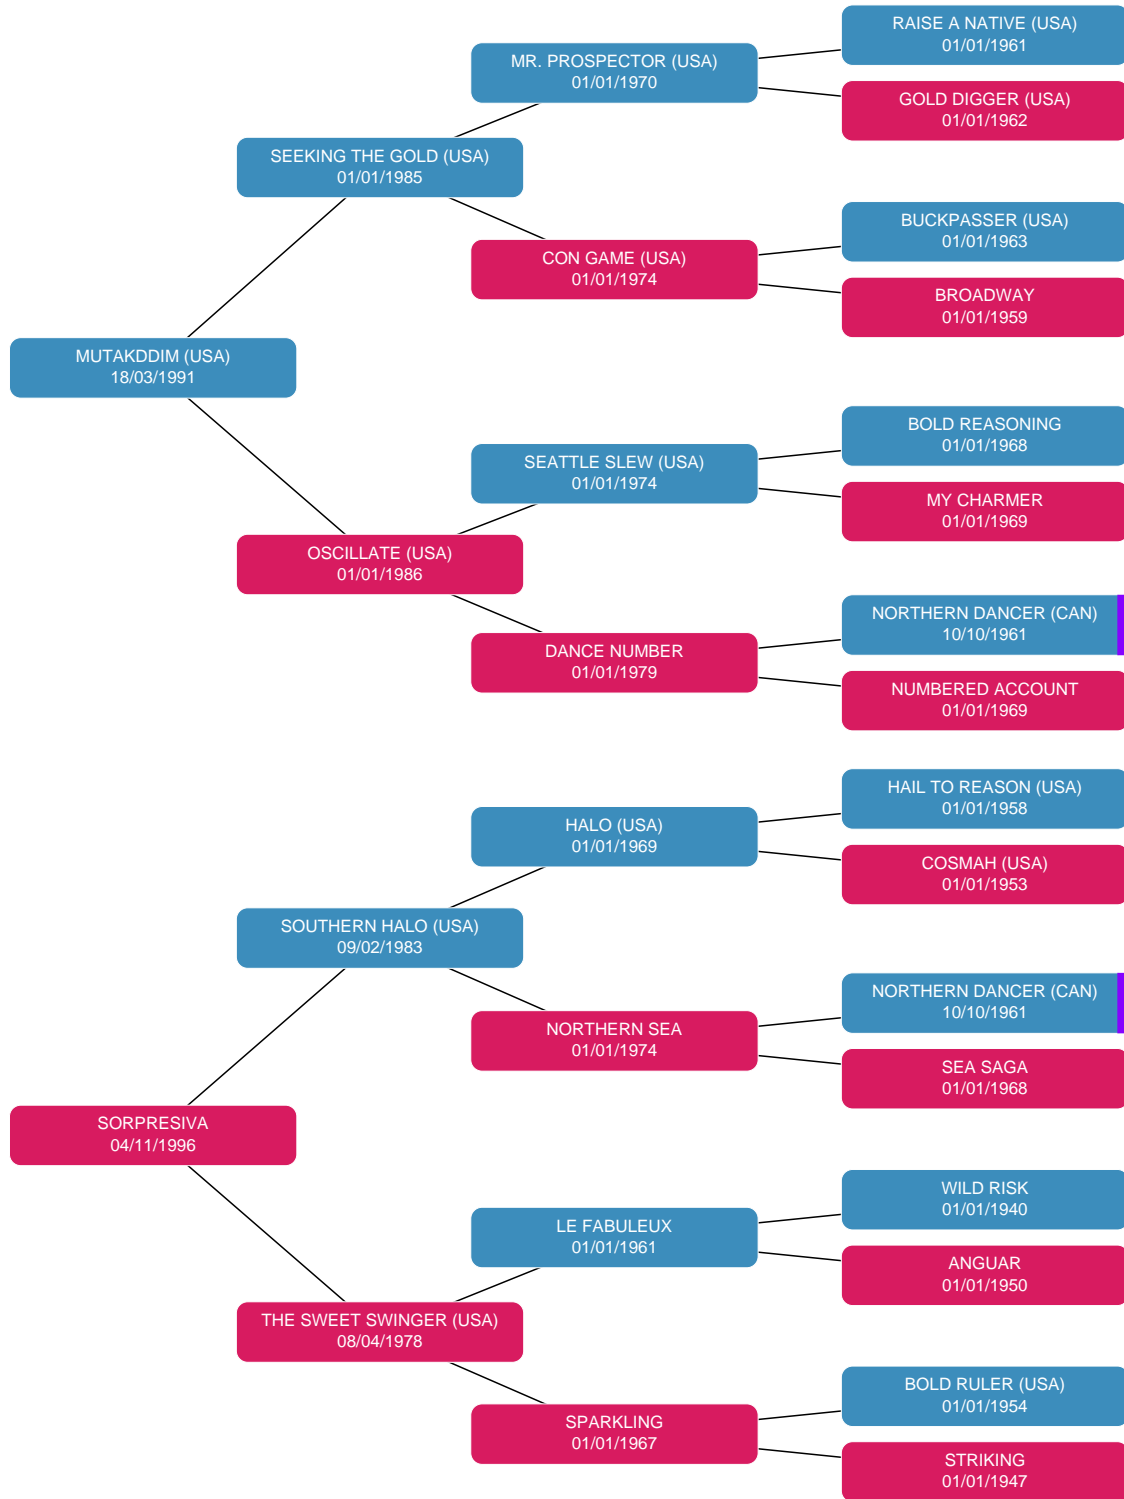 RAISE A NATIVE (USA)
01/01/1961
MR. PROSPECTOR (USA)
01/01/1970
GOLD DIGGER (USA)
01/01/1962
SEEKING THE GOLD (USA)
01/01/1985
BUCKPASSER (USA)
01/01/1963
CON GAME (USA)
01/01/1974
BROADWAY
01/01/1959
MUTAKDDIM (USA)
18/03/1991
BOLD REASONING
01/01/1968
SEATTLE SLEW (USA)
01/01/1974
MY CHARMER
01/01/1969
OSCILLATE (USA)
01/01/1986
NORTHERN DANCER (CAN)
10/10/1961
DANCE NUMBER
01/01/1979
NUMBERED ACCOUNT
01/01/1969
HAIL TO REASON (USA)
01/01/1958
HALO (USA)
01/01/1969
COSMAH (USA)
01/01/1953
SOUTHERN HALO (USA)
09/02/1983
NORTHERN DANCER (CAN)
10/10/1961
NORTHERN SEA
01/01/1974
SEA SAGA
01/01/1968
SORPRESIVA
04/11/1996
WILD RISK
01/01/1940
LE FABULEUX
01/01/1961
ANGUAR
01/01/1950
THE SWEET SWINGER (USA)
08/04/1978
BOLD RULER (USA)
01/01/1954
SPARKLING
01/01/1967
STRIKING
01/01/1947